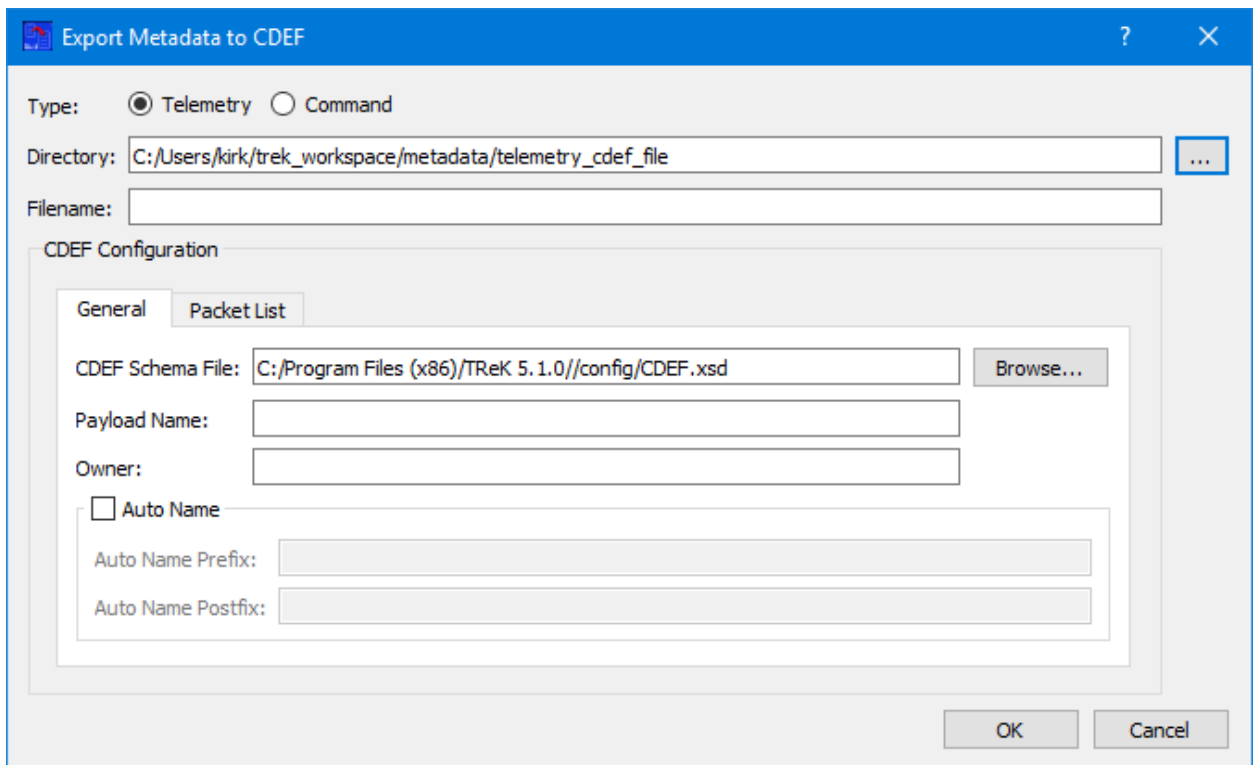 Export Metadata to CDEF ?
Type: Telemetry Command
Directory: C:/Users/kirk/trek_workspace/metadata/telemetry_cdef_file ...
Filename:
CDEF Configuration
General Packet List
CDEF Schema File: C:/Program Files (x86)/TReK 5.1.0//config/CDEF.xsd Browse...
Payload Name:
Owner:
Auto Name
Auto Name Prefix:
Auto Name Postfix:
OK Cancel